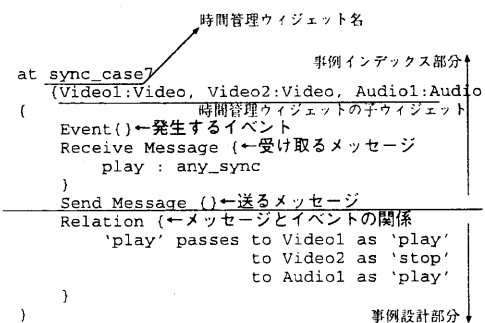 時間管理ウィジェット名
事例インデックス部分
at sync_case7
{Video1:Video, Video2:Video, Audio1:Audio
{ 時間管理ウィジェットの子ウィジェット
Event{}←発生するイベント
Receive Message {←受け取るメッセージ
play : any_sync
}
Send Message {}←送るメッセージ
Relation {←メッセージとイベントの関係
‘play’ passes to Video1 as ‘play’
to Video2 as ‘stop’
to Audio1 as ‘play’
}
} 事例設計部分